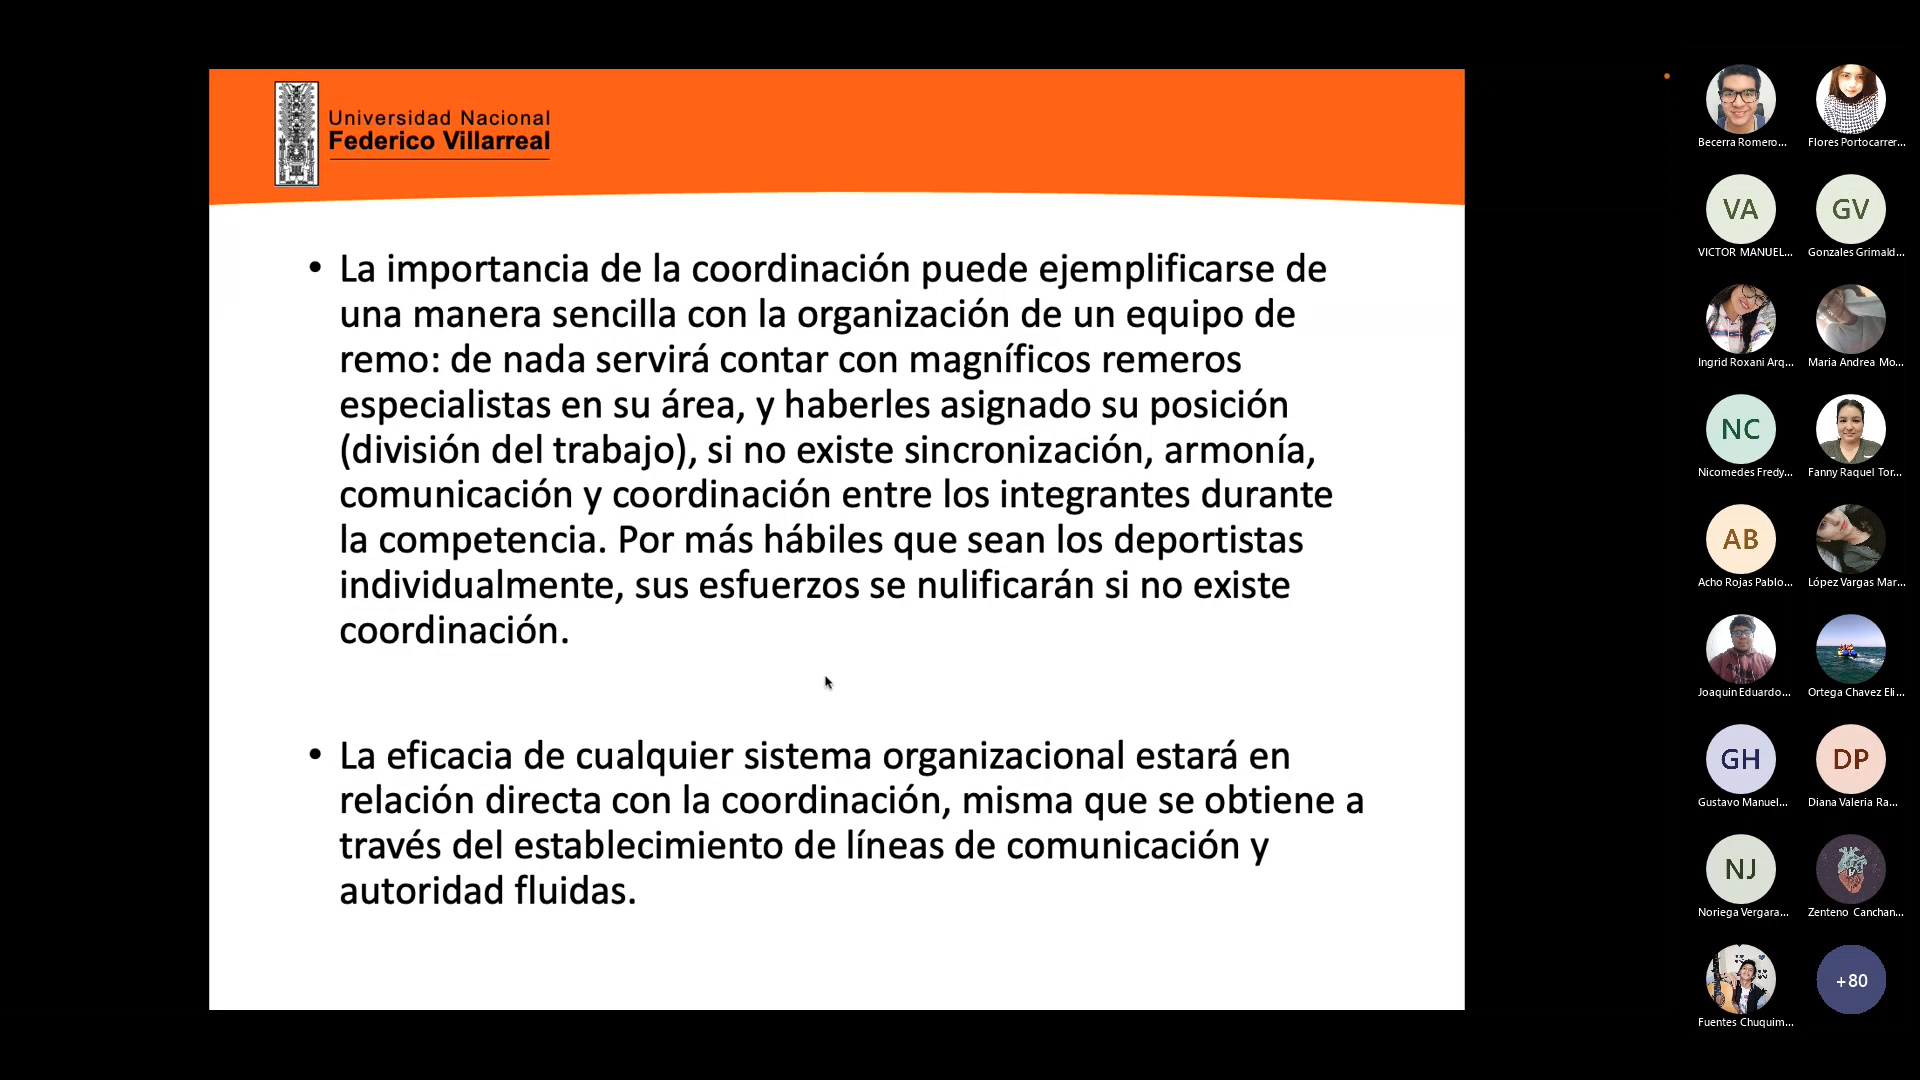 Universidad Nacional
Federico Villarreal
• La importancia de la coordinación puede ejemplificarse de
una manera sencilla con la organización de un equipo de
remo: de nada servirá contar con magníficos remeros
especialistas en su área, y haberles asignado su posición
(división del trabajo), si no existe sincronización, armonía,
comunicación y coordinación entre los integrantes durante
la competencia. Por más hábiles que sean los deportistas
individualmente, sus esfuerzos se nulificarán si no existe
coordinación.
• La eficacia de cualquier sistema organizacional estará en
relación directa con la coordinación, misma que se obtiene a
través del establecimiento de líneas de comunicación y
autoridad fluidas.
Becerra Romero...
Flores Portocarrer...
VA
GV
VICTOR MANUEL...
Gonzales Grimald...
Ingrid Roxani Arq...
Maria Andrea Mo...
NC
Nicomedes Fredy...
Fanny Raquel Tor...
AB
Acho Rojas Pablo...
López Vargas Mar...
Joaquin Eduardo...
Ortega Chavez Eli...
GH
DP
Gustavo Manuel...
Diana Valeria Ra...
NJ
Noriega Vergara...
Zenteno Canchan...
+80
Fuentes Chuquim...